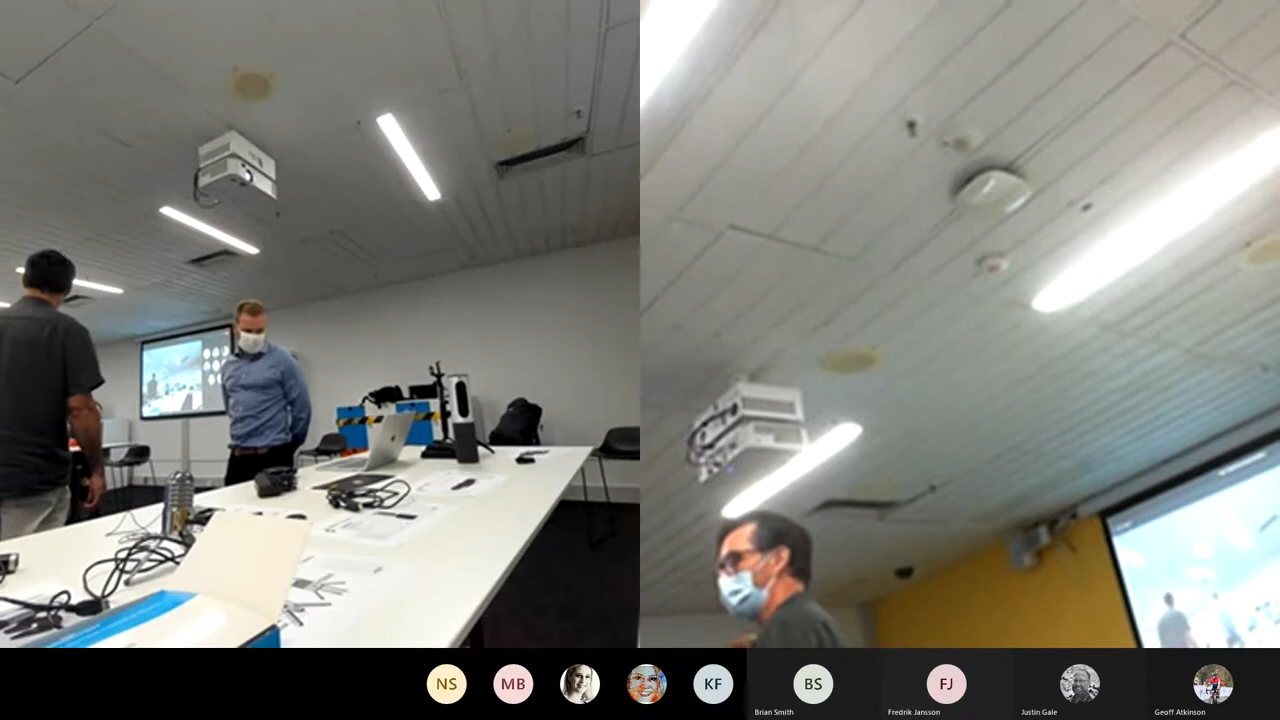 NS
MB
KF
BS
FJ
Brian Smith
Fredrik Jansson
Justin Gale
Geoff Atkinson